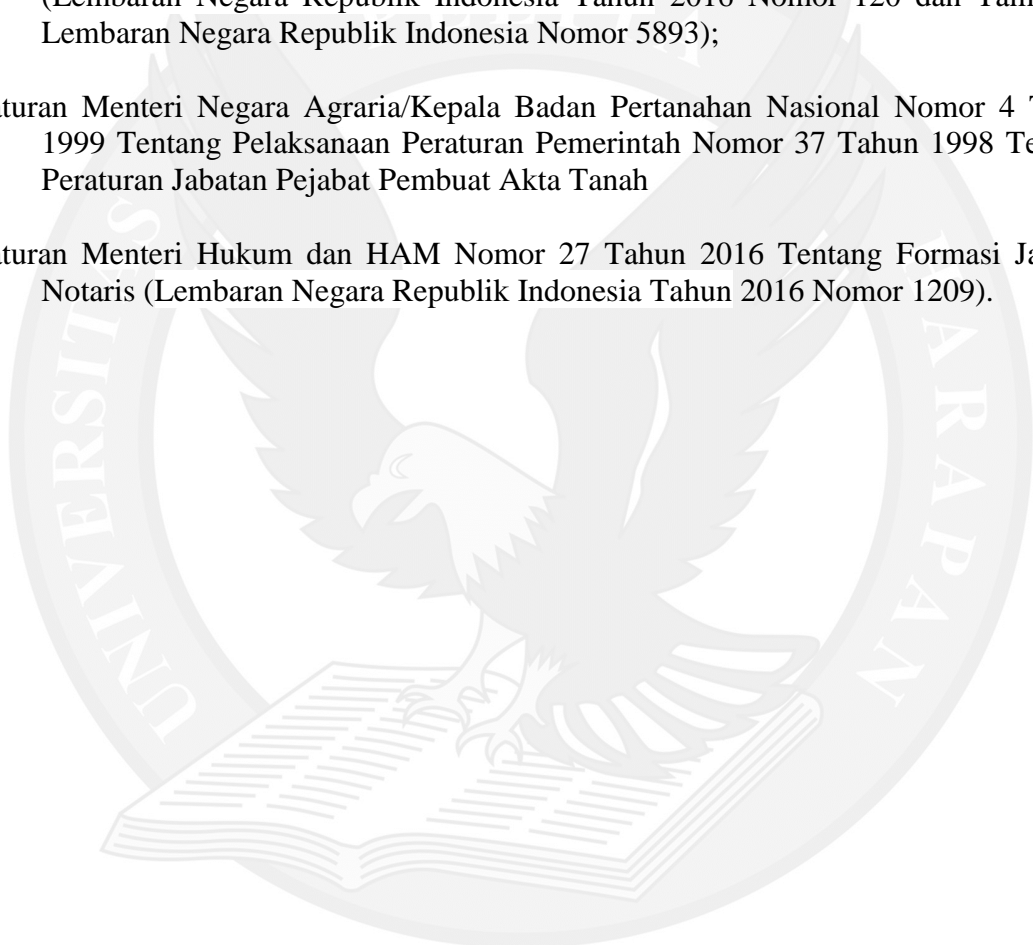 (Lembaran Negara Republik Indonesia Tahun 2016 Nomor 120 dan Tam
Lembaran Negara Republik Indonesia Nomor 5893);
aturan Menteri Negara Agraria/Kepala Badan Pertanahan Nasional Nomor 4 T
1999 Tentang Pelaksanaan Peraturan Pemerintah Nomor 37 Tahun 1998 Te
Peraturan Jabatan Pejabat Pembuat Akta Tanah
aturan Menteri Hukum dan HAM Nomor 27 Tahun 2016 Tentang Formasi Ja
Notaris (Lembaran Negara Republik Indonesia Tahun 2016 Nomor 1209).
UNIVERSITAS
HARAPAN